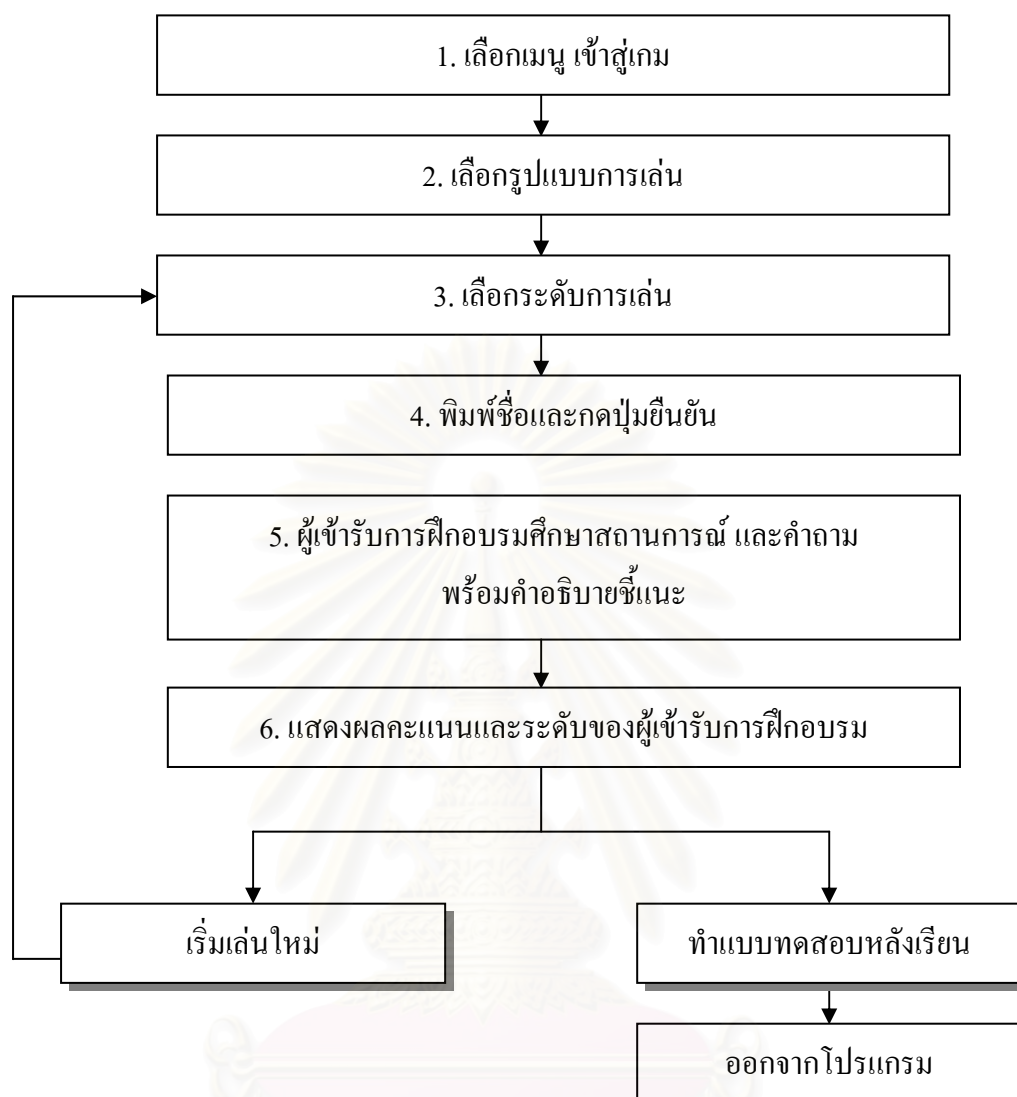 1. เลือกเมนู เข้าสู่เกม
2. เลือกรูปแบบการเล่น
3. เลือกระดับการเล่น
4. พิมพ์ชื่อและกดปุ่มยืนยัน
5. ผู้เข้ารับการฝึกอบรมศึกษาสถานการณ์ และคำถาม
พร้อมคำอธิบายชี้แนะ
6. แสดงผลคะแนนและระดับของผู้เข้ารับการฝึกอบรม
เริ่มเล่นใหม่
ทำแบบทดสอบหลังเรียน
ออกจากโปรแกรม